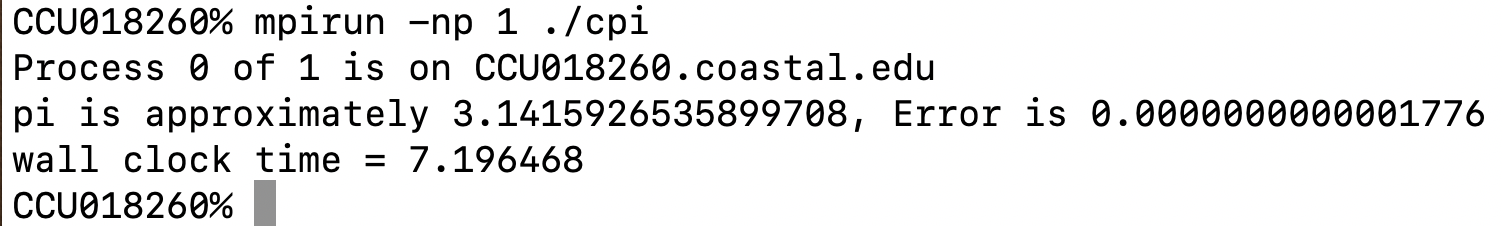 CCU018260% mpirun -np 1 ./cpi
Process 0 of 1 is on CCU018260.coastal.edu
pi is approximately 3.1415926535899708, Error is 0.0000000000001776
wall clock time = 7.196468
CCU018260%